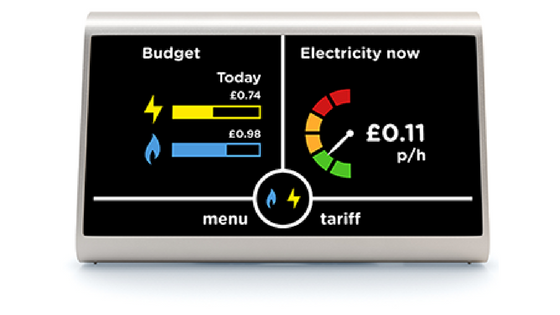 Budget
Today
£0.74
£0.98
Electricity now
£0.11
p/h
menu
tariff